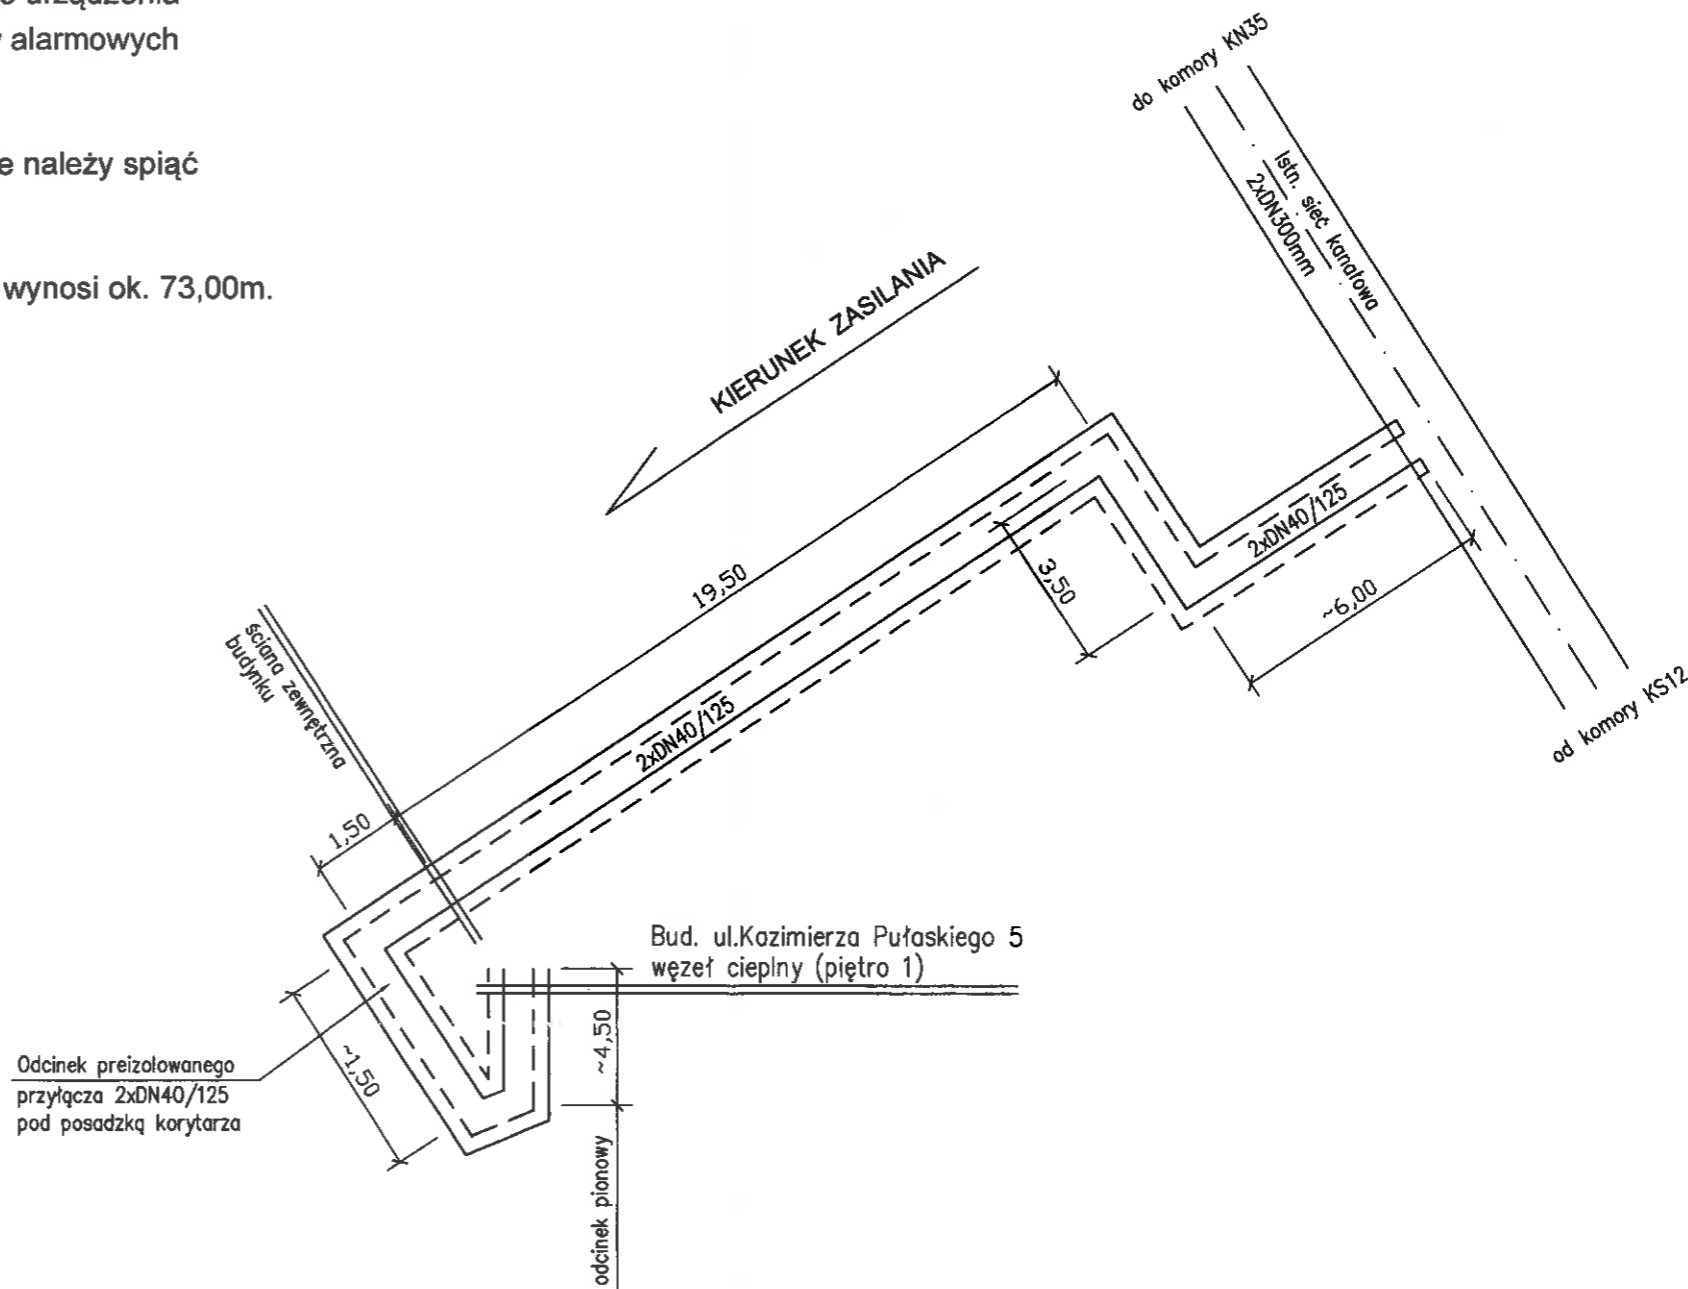 urządzenia
alarmowych
należy spiąć
wynosi ok. 73,00m.
do komory KN35
Istn. sieć kanałowa
2xDN300mm
KIERUNEK ZASILANIA
2xDN40/125
19,50
3,50
~6,00
ściana zewnętrzna
budynku
2xDN40/125
od komory KS12
1,50
Bud. ul.Kazimierza Pułaskiego 5
węzeł cieplny (piętro 1)
~4,50
~1,50
Odcinek preizolowanego
przyłącza 2xDN40/125
pod posadzką korytarza
odcinek pionowy